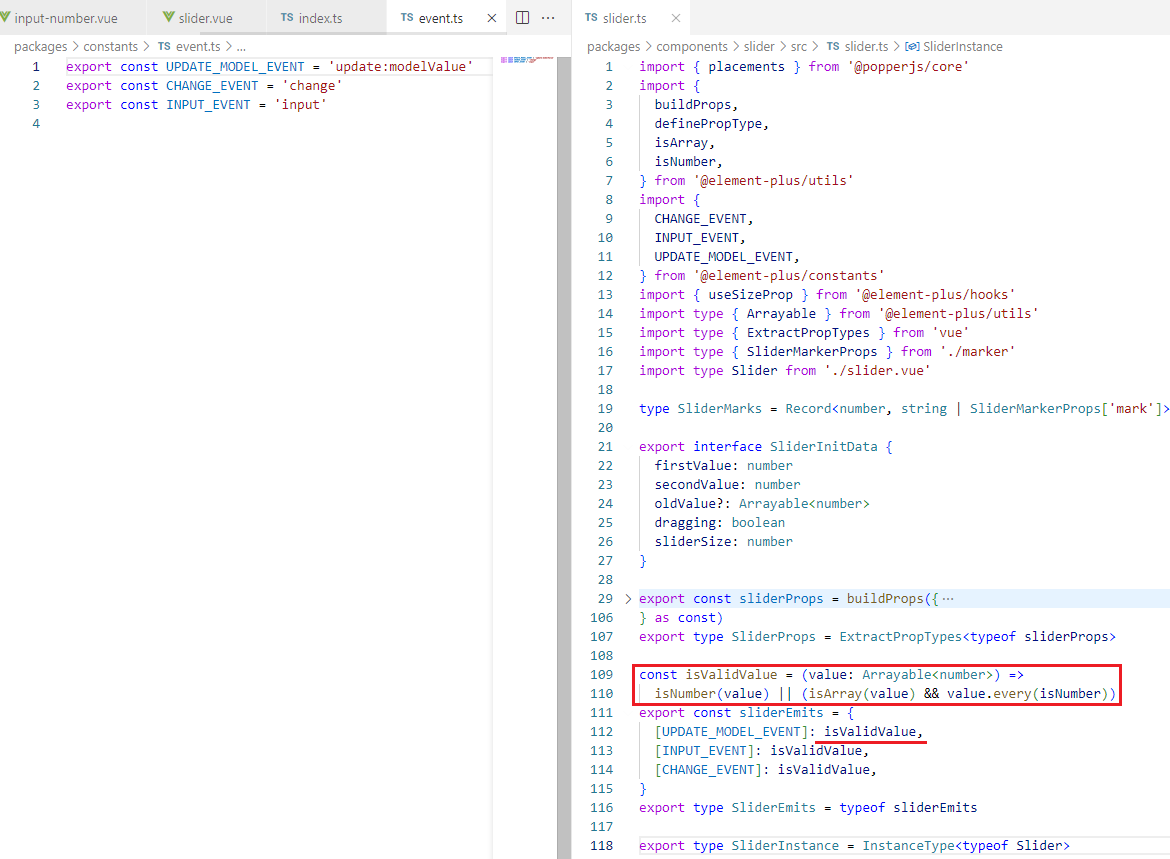 input-number.vue
slider.vue
TS index.ts
TS event.ts
packages > constants > TS event.ts > ...
1 export const UPDATE_MODEL_EVENT = 'update:modelValue'
2 export const CHANGE_EVENT = 'change'
3 export const INPUT_EVENT = 'input'
4
TS slider.ts
packages > components > slider > src > TS slider.ts > SliderInstance
1 import { placements } from '@popperjs/core'
2 import {
3 buildProps,
4 definePropType,
5 isArray,
6 isNumber,
7 } from '@element-plus/utils'
8 import {
9 CHANGE_EVENT,
10 INPUT_EVENT,
11 UPDATE_MODEL_EVENT,
12 } from '@element-plus/constants'
13 import { useSizeProp } from '@element-plus/hooks'
14 import type { Arrayable } from '@element-plus/utils'
15 import type { ExtractPropTypes } from 'vue'
16 import type { SliderMarkerProps } from './marker'
17 import type Slider from './slider.vue'
18
19 type SliderMarks = Record<number, string | SliderMarkerProps['mark']>
20
21 export interface SliderInitData {
22 firstValue: number
23 secondValue: number
24 oldValue?: Arrayable<number>
25 dragging: boolean
26 sliderSize: number
27 }
28
29 export const sliderProps = buildProps({ ···
106 } as const)
107 export type SliderProps = ExtractPropTypes<typeof sliderProps>
108
109 const isValidValue = (value: Arrayable<number>) =>
110 isNumber(value) || (isArray(value) && value.every(isNumber))
111 export const sliderEmits = {
112 [UPDATE_MODEL_EVENT]: isValidValue,
113 [INPUT_EVENT]: isValidValue,
114 [CHANGE_EVENT]: isValidValue,
115 }
116 export type SliderEmits = typeof sliderEmits
117
118 export type SliderInstance = InstanceType<typeof Slider>